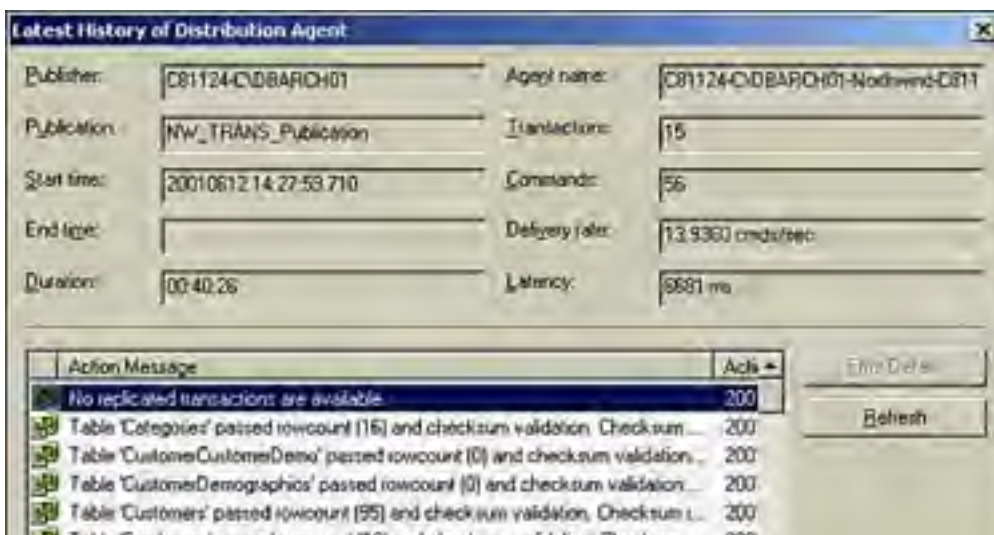 Latest History of Distribution Agent
Publisher: C81124-C\DBARCH01 Agent name: C81124-C\DBARCH01-Northwind-C811
Publication: NW_TRANS_Publication Transactions: 15
Start time: 20010612 14:27:59.710 Commands: 56
End time: Delivery rate: 13.9300 cmds/sec
Duration: 00:40:26 Latency: 6681 ms
Action Message Acti
Error Details
No replicated transactions are available. 200
Refresh
Table 'Categories' passed rowcount (16) and checksum validation. Checksum ... 200
Table 'CustomerCustomerDemo' passed rowcount (0) and checksum validation.... 200
Table 'CustomerDemographics' passed rowcount (0) and checksum validation.... 200
Table 'Customers' passed rowcount (95) and checksum validation. Checksum ... 200